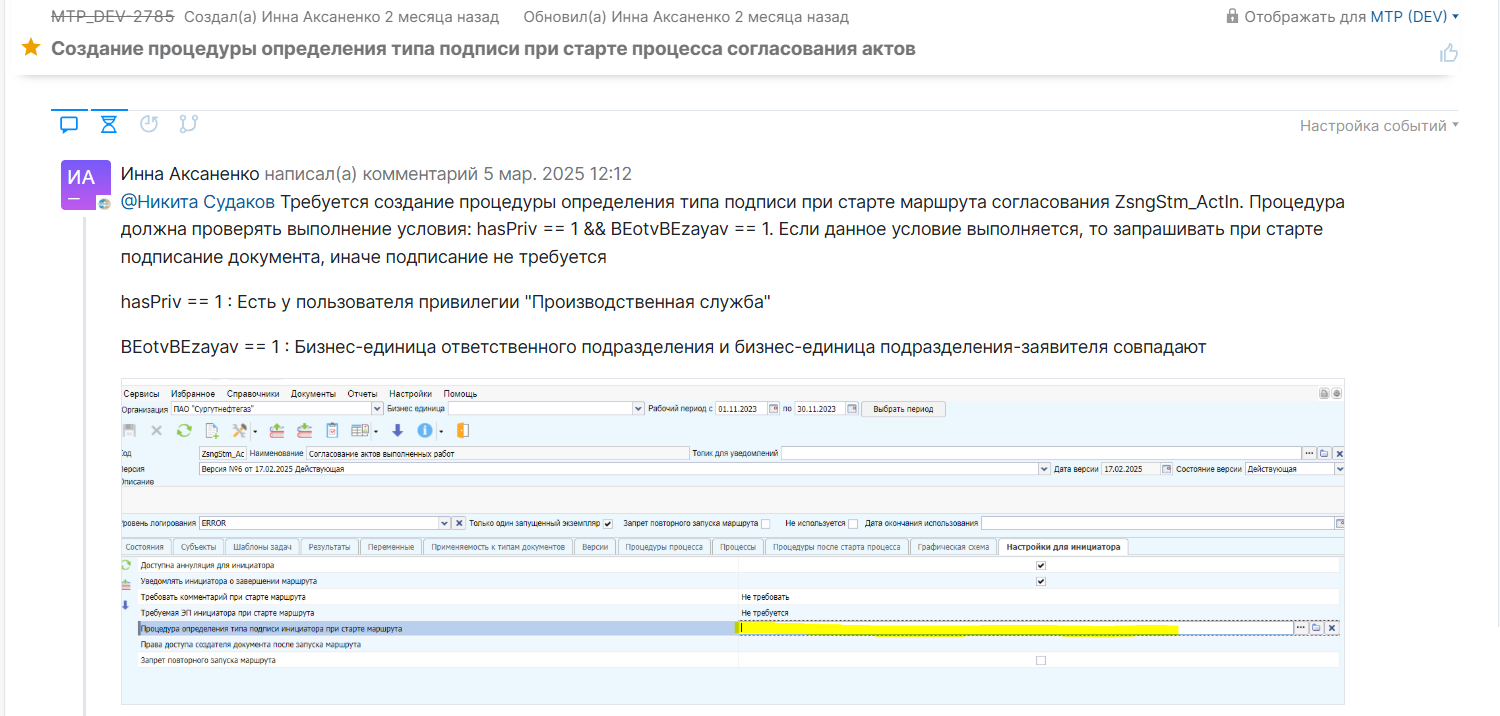 MTP_DEV-2785 Создал(а) Инна Аксаненко 2 месяца назад Обновил(а) Инна Аксаненко 2 месяца назад Отображать для MTP (DEV)
Создание процедуры определения типа подписи при старте процесса согласования актов
Настройка событий
ИА
Инна Аксаненко написал(а) комментарий 5 мар. 2025 12:12
@Никита Судаков Требуется создание процедуры определения типа подписи при старте маршрута согласования ZsngStm_ActIn. Процедура
должна проверять выполнение условия: hasPriv == 1 && BEotvBEzayav == 1. Если данное условие выполняется, то запрашивать при старте
подписание документа, иначе подписание не требуется
hasPriv == 1 : Есть у пользователя привилегии "Производственная служба"
BEotvBEzayav == 1 : Бизнес-единица ответственного подразделения и бизнес-единица подразделения-заявителя совпадают
Сервисы Избранное Справочники Документы Отчеты Настройки Помощь
Организация ПАО "Сургутнефтегаз" Бизнес единица Рабочий период с 01.11.2023 по 30.11.2023 Выбрать период
од ZsngStm_Ac Наименование Согласование актов выполненных работ Топик для уведомлений
ерсия Версия №6 от 17.02.2025 Действующая Дата версии 17.02.2025 Состояние версии Действующая
писание
ровень логирования ERROR Только один запущенный экземпляр Запрет повторного запуска маршрута Не используется Дата окончания использования
Состояния Субъекты Шаблоны задач Результаты Переменные Применяемость к типам документов Версии Процедуры процесса Процессы Процедуры после старта процесса Графическая схема Настройки для инициатора
Доступна аннуляция для инициатора
Уведомлять инициатора о завершении маршрута
Требовать комментарий при старте маршрута Не требовать
Требуемая ЭП инициатора при старте маршрута Не требуется
Процедура определения типа подписи инициатора при старте маршрута
Права доступа создателя документа после запуска маршрута
Запрет повторного запуска маршрута